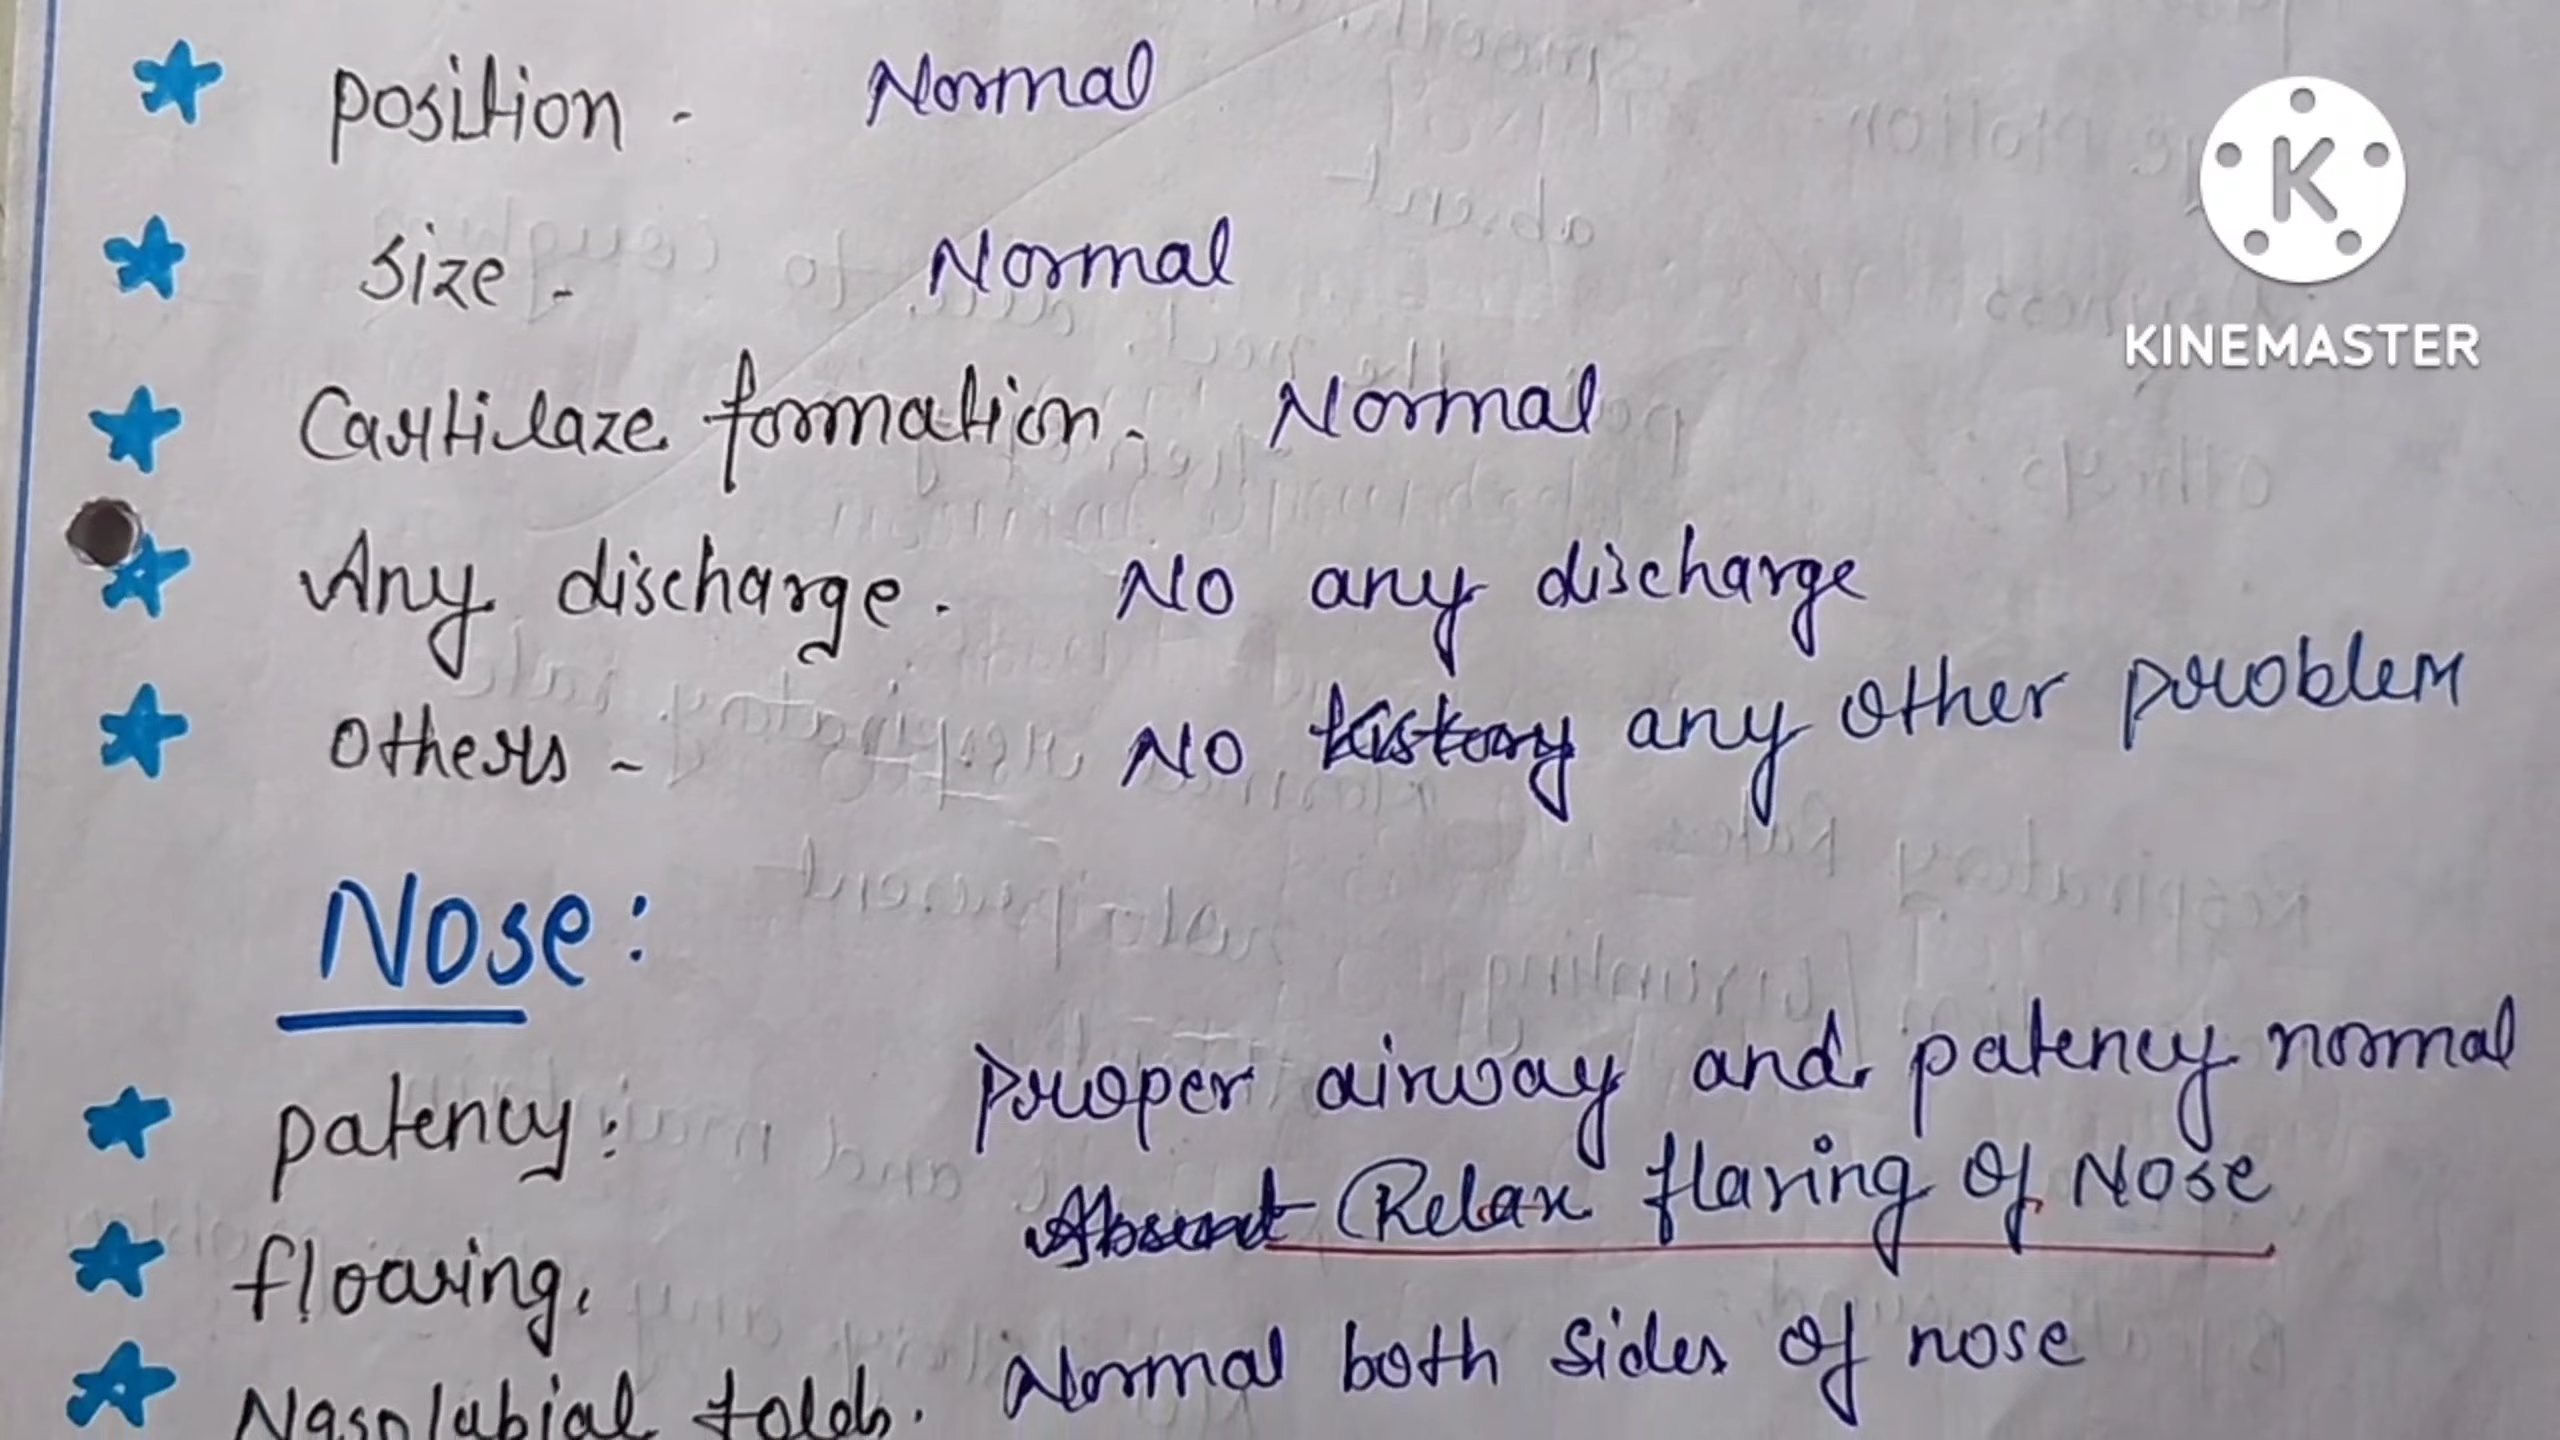 position - Normal
Size - Normal
Cartilaze formation - Normal
Any discharge - No any discharge
Others - No history any other problem
Nose:
patency: Proper airway and patency normal
floaring. Absent (Relax flaring of Nose
Nasolabial folds. Normal both sides of nose
KINEMASTER